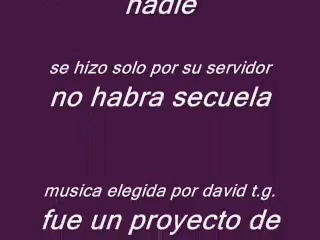 nadie
se hizo solo por su servidor
no habra secuela
musica elegida por david t.g.
fue un proyecto de